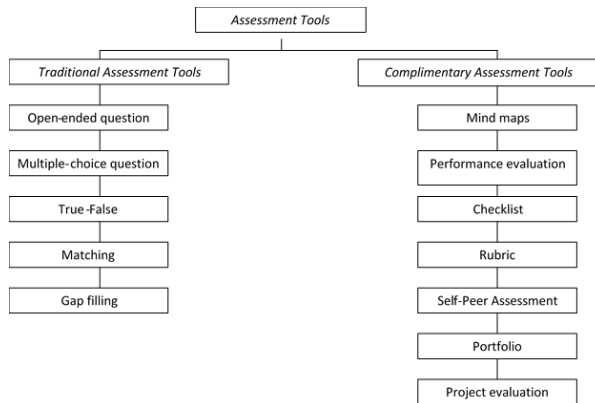 Assessment Tools
Traditional Assessment Tools
Complimentary Assessment Tools
Open-ended question
Mind maps
Multiple-choice question
Performance evaluation
True-False
Checklist
Matching
Rubric
Gap filling
Self-Peer Assessment
Portfolio
Project evaluation